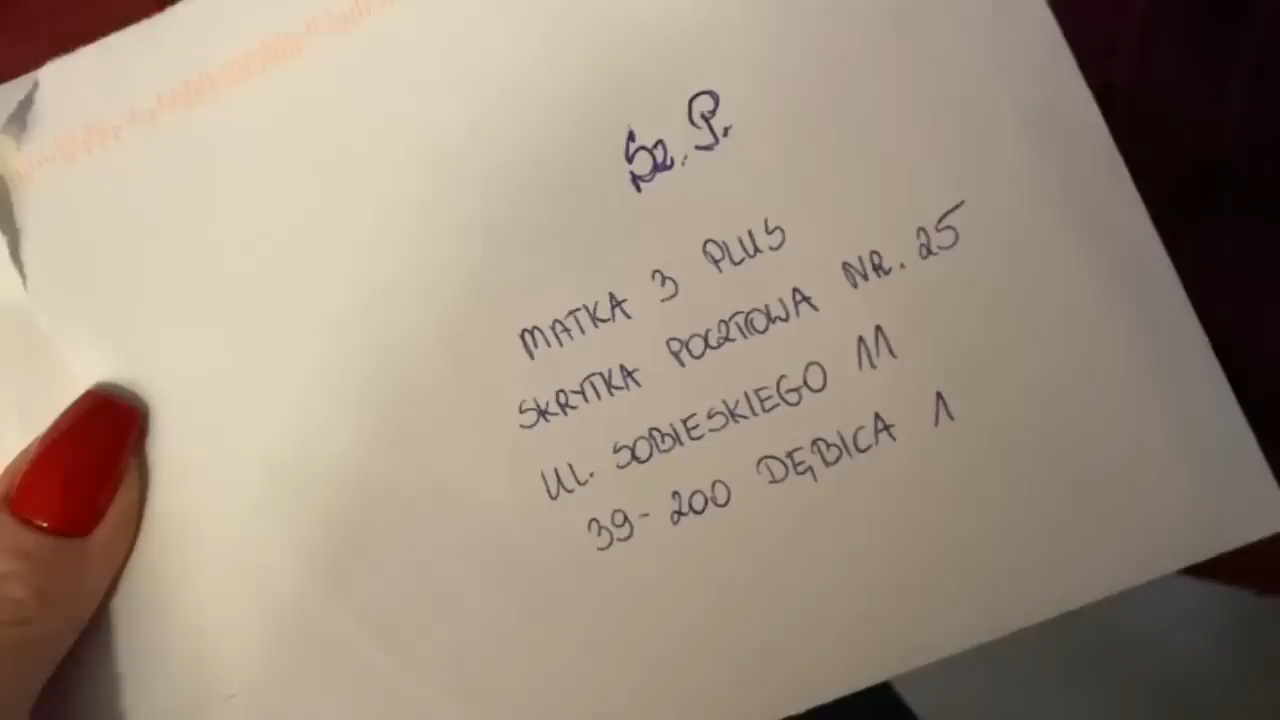 Sz. P.
MATKA 3 PLUS
SKRYTKA POCZTOWA NR. 25
UL. SOBIESKIEGO 11
39-200 DĘBICA 1